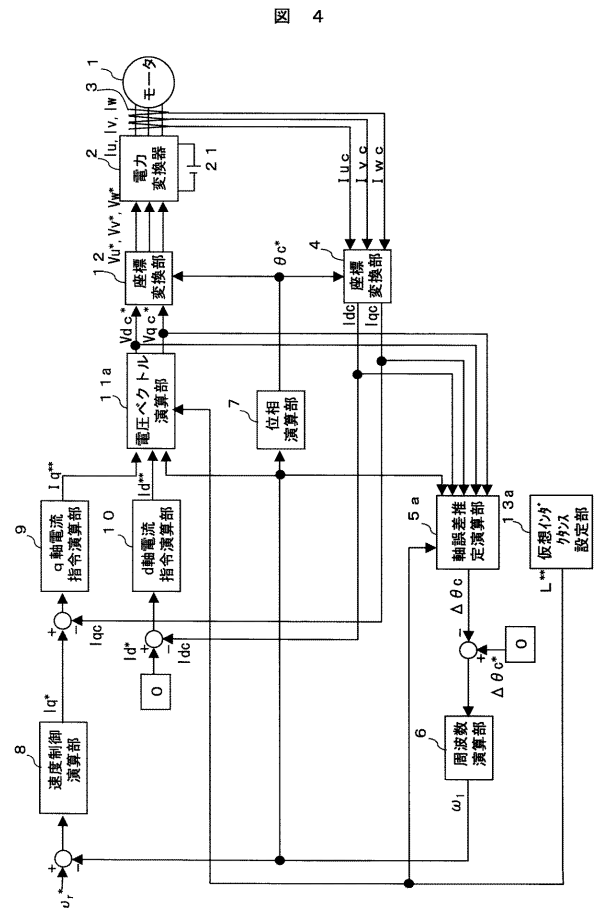 図 4
ωr*
+
−
8
速度制御
演算部
Iq*
+
−
Iqc
9
q軸電流
指令演算部
Iq**
0
Id*
+
−
Idc
10
d軸電流
指令演算部
Id**
11a
電圧ベクトル
演算部
Vdc*
Vqc*
12
座標
変換部
Vu*, Vv*, Vw*
2
電力
変換器
21
Iu, Iv, Iw
3
1
モータ
7
位相
演算部
θc*
4
座標
変換部
Idc
Iqc
Iuc
Ivc
Iwc
5a
軸誤差推
定演算部
Δθc
−
+
Δθc*
0
6
周波数
演算部
ω1
13a
仮想インダ
クタンス
設定部
L**